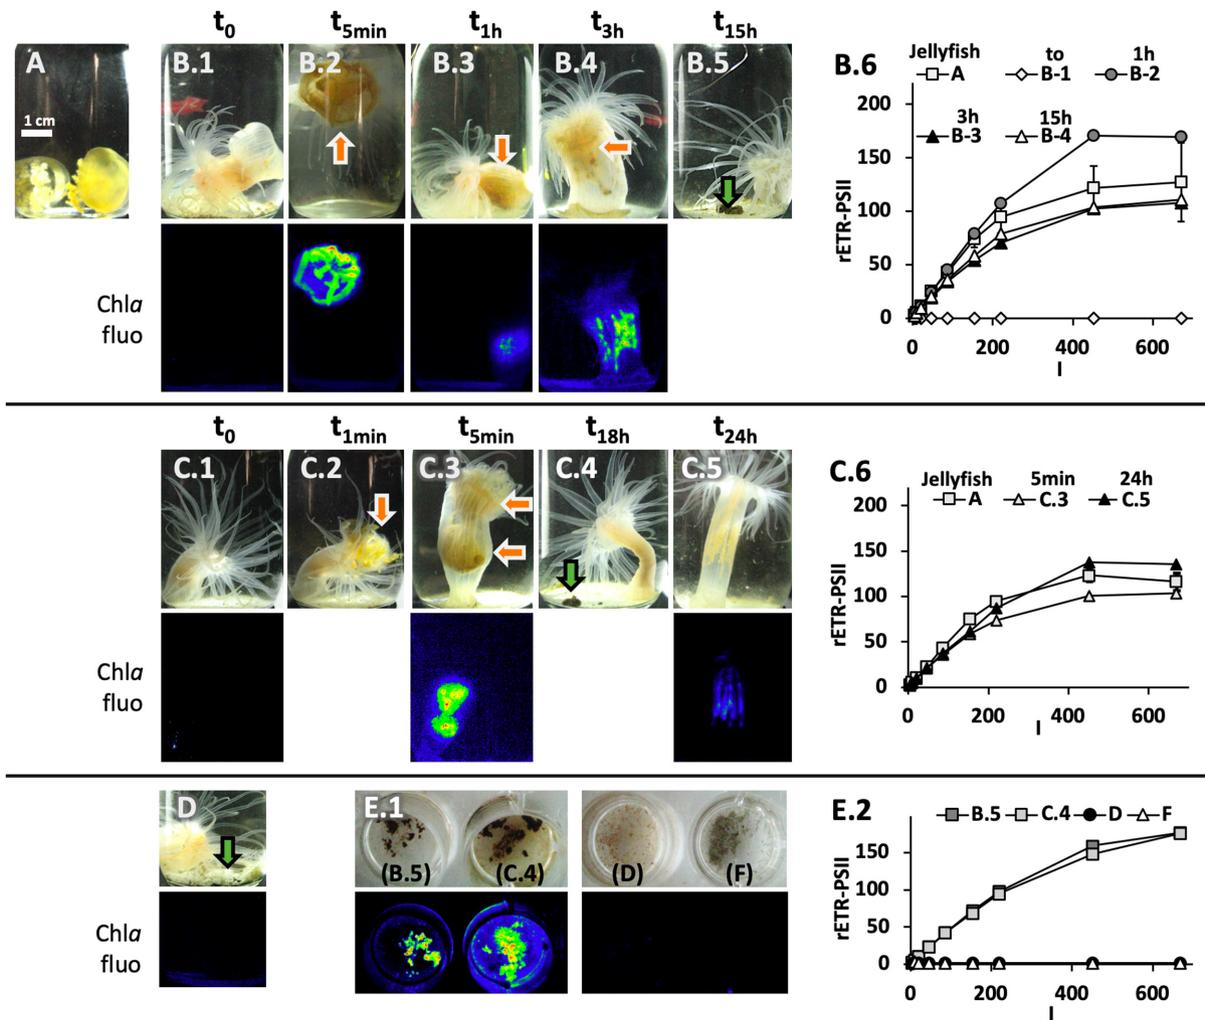 t0 t5min t1h t3h t15h
A B.1 B.2 B.3 B.4 B.5
1 cm
Chla
fluo
B.6
Jellyfish to 1h
A B-1 B-2
3h 15h
B-3 B-4
200
150
100
50
0
rETR-PSII
0 200 400 600
I
t0 t1min t5min t18h t24h
C.1 C.2 C.3 C.4 C.5
Chla
fluo
C.6
Jellyfish 5min 24h
A C.3 C.5
200
150
100
50
0
rETR-PSII
0 200 400 600
I
D E.1
(B.5) (C.4) (D) (F)
Chla
fluo
E.2
B.5 C.4 D F
150
100
50
0
rETR-PSII
0 200 400 600
I